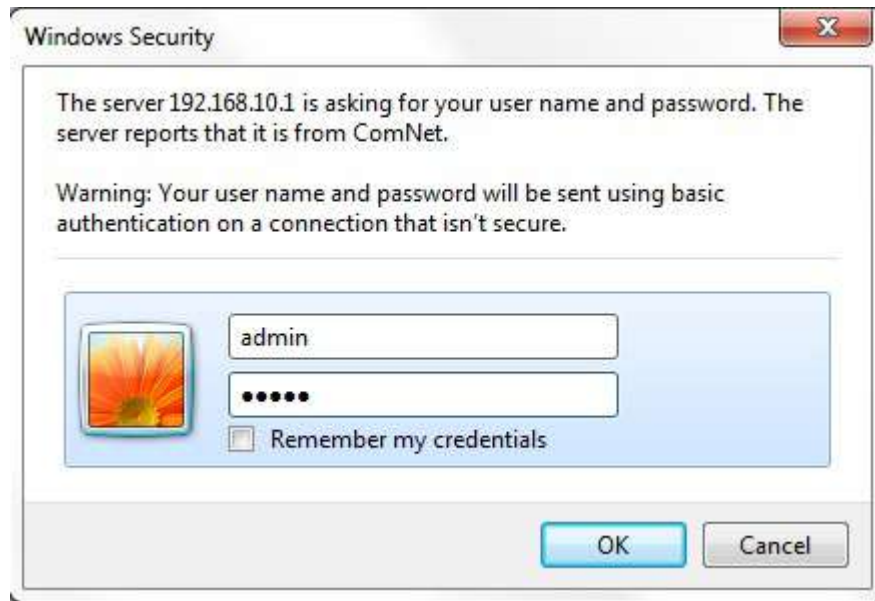 Windows Security
The server 192.168.10.1 is asking for your user name and password. The
server reports that it is from ComNet.
Warning: Your user name and password will be sent using basic
authentication on a connection that isn't secure.
admin
●●●●●
Remember my credentials
OK
Cancel